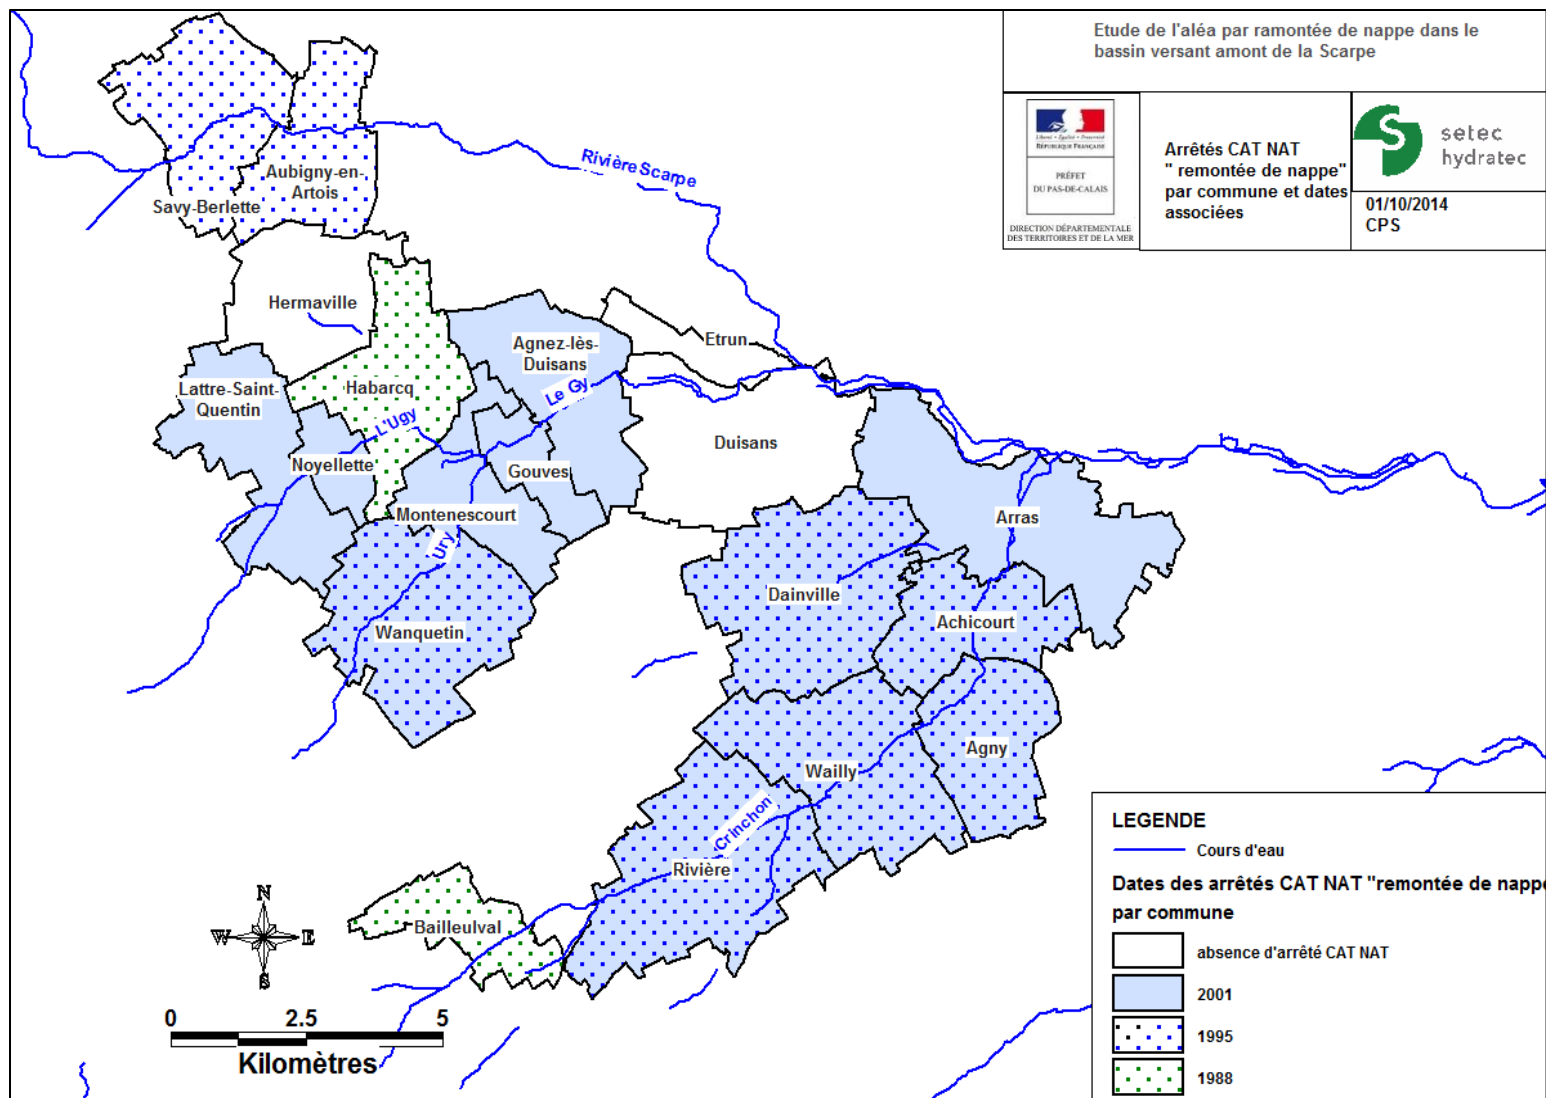 Etude de l'aléa par ramontée de nappe dans le
bassin versant amont de la Scarpe
Liberté • Égalité • Fraternité
RÉPUBLIQUE FRANÇAISE
PRÉFET
DU PAS-DE-CALAIS
DIRECTION DÉPARTEMENTALE
DES TERRITOIRES ET DE LA MER
Arrêtés CAT NAT
" remontée de nappe"
par commune et dates
associées
setec
hydratec
01/10/2014
CPS
Rivière Scarpe
Aubigny-en-
Artois
Savy-Berlette
Hermaville
Etrun
Agnez-lès-
Duisans
Habarcq
Lattre-Saint-
Quentin
Le Gy
L'Ugy
Duisans
Noyellette
Gouves
Montenescourt
Arras
Ury
Dainville
Achicourt
Wanquetin
Agny
Wailly
Crinchon
Rivière
Bailleulval
N
W
E
S
0
2.5
5
Kilomètres
LEGENDE
Cours d'eau
Dates des arrêtés CAT NAT "remontée de nappe
par commune
absence d'arrêté CAT NAT
2001
1995
1988